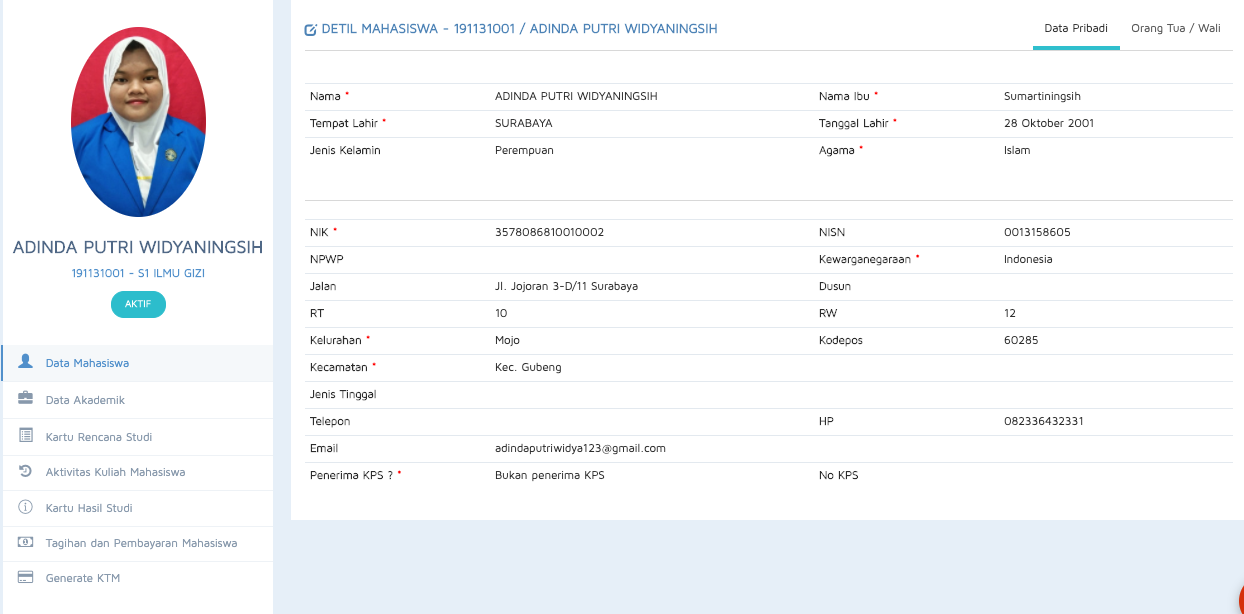 ADINDA PUTRI WIDYANINGSIH
191131001 - S1 ILMU GIZI
AKTIF
Data Mahasiswa
Data Akademik
Kartu Rencana Studi
Aktivitas Kuliah Mahasiswa
Kartu Hasil Studi
Tagihan dan Pembayaran Mahasiswa
Generate KTM
DETIL MAHASISWA - 191131001 / ADINDA PUTRI WIDYANINGSIH Data Pribadi Orang Tua / Wali
Nama * ADINDA PUTRI WIDYANINGSIH Nama Ibu * Sumartiningsih
Tempat Lahir * SURABAYA Tanggal Lahir * 28 Oktober 2001
Jenis Kelamin Perempuan Agama * Islam
NIK * 3578086810010002 NISN 0013158605
NPWP Kewarganegaraan * Indonesia
Jalan Jl. Jojoran 3-D/11 Surabaya Dusun
RT 10 RW 12
Kelurahan * Mojo Kodepos 60285
Kecamatan * Kec. Gubeng
Jenis Tinggal
Telepon HP 082336432331
Email adindaputriwidya123@gmail.com
Penerima KPS ? * Bukan penerima KPS No KPS